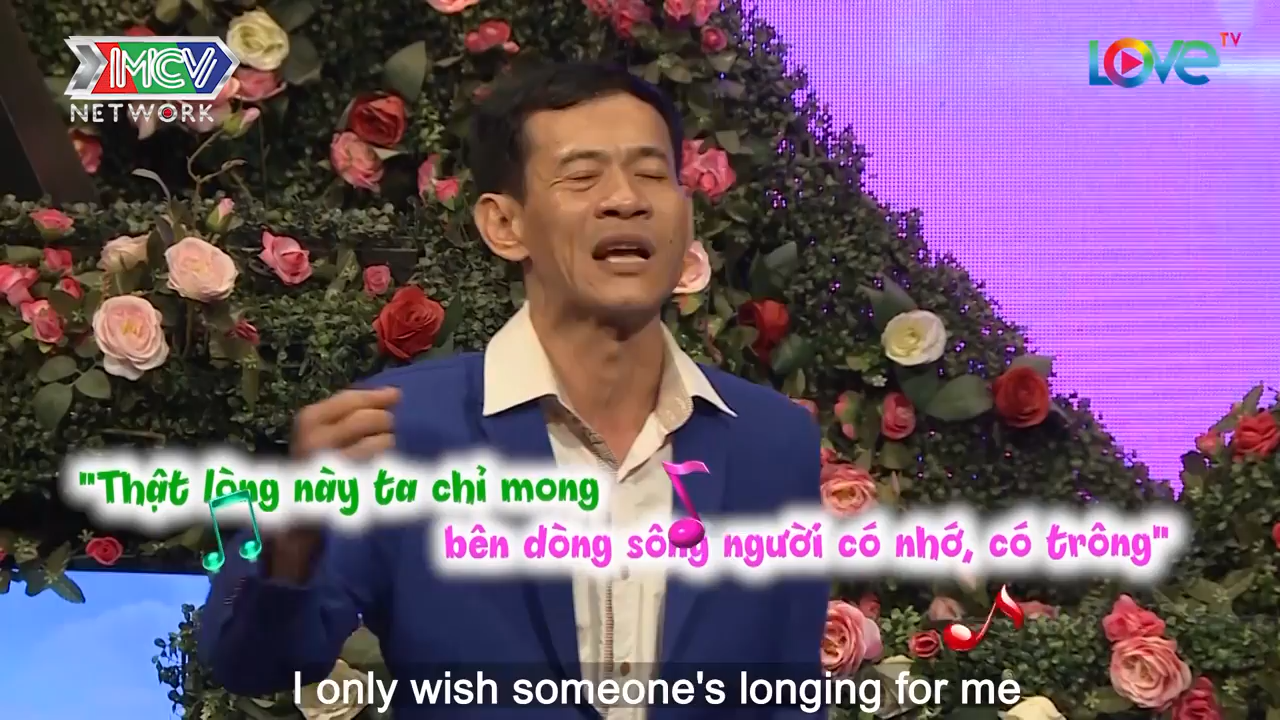 MCV
NETWORK
LOVE TV
"Thật lòng này ta chỉ mong
bên dòng sông người có nhớ, có trông"
I only wish someone's longing for me